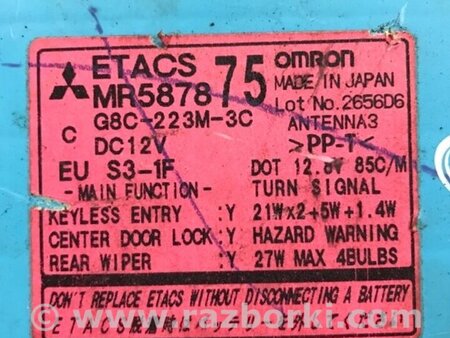 ETACS 75 omron
MR5878 MADE IN JAPAN
G8C-223M-3C Lot No.2656D6
C DC12V ANTENNA3
>PP-T<
EU S3-1F DOT 12.8V 85C/M
-MAIN FUNCTION- TURN SIGNAL
KEYLESS ENTRY :Y 21W×2+5W+1.4W
CENTER DOOR LOCK :Y HAZARD WARNING
REAR WIPER :Y 27W MAX 4BULBS
DON'T REPLACE ETACS WITHOUT DISCONNECTING A BATTERY
ETACS
www.razborki.com